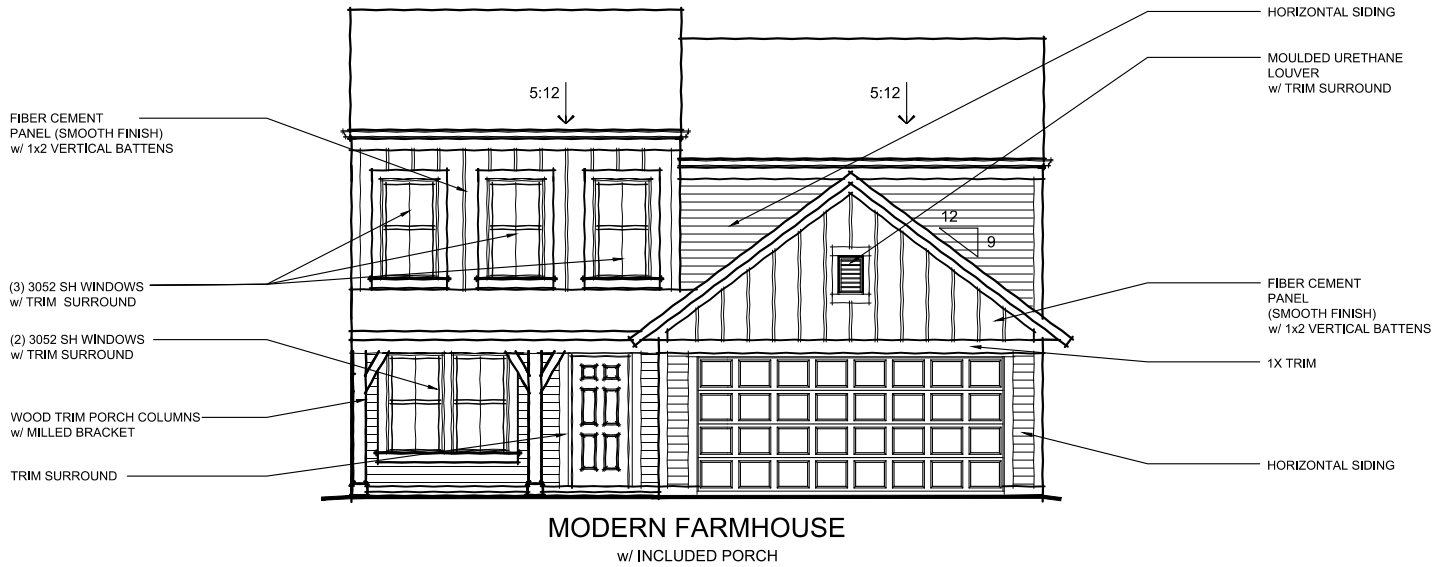 FIBER CEMENT
PANEL (SMOOTH FINISH)
w/ 1x2 VERTICAL BATTENS
(3) 3052 SH WINDOWS
w/ TRIM SURROUND
(2) 3052 SH WINDOWS
w/ TRIM SURROUND
WOOD TRIM PORCH COLUMNS
w/ MILLED BRACKET
TRIM SURROUND
5:12
5:12
12
9
HORIZONTAL SIDING
MOULDED URETHANE
LOUVER
w/ TRIM SURROUND
FIBER CEMENT
PANEL
(SMOOTH FINISH)
w/ 1x2 VERTICAL BATTENS
1X TRIM
HORIZONTAL SIDING
MODERN FARMHOUSE
w/ INCLUDED PORCH